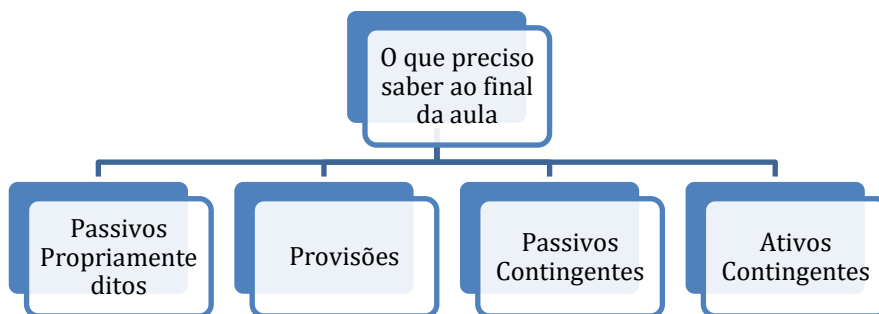 O que preciso
saber ao final
da aula
Passivos
Propriamente
ditos
Provisões
Passivos
Contingentes
Ativos
Contingentes